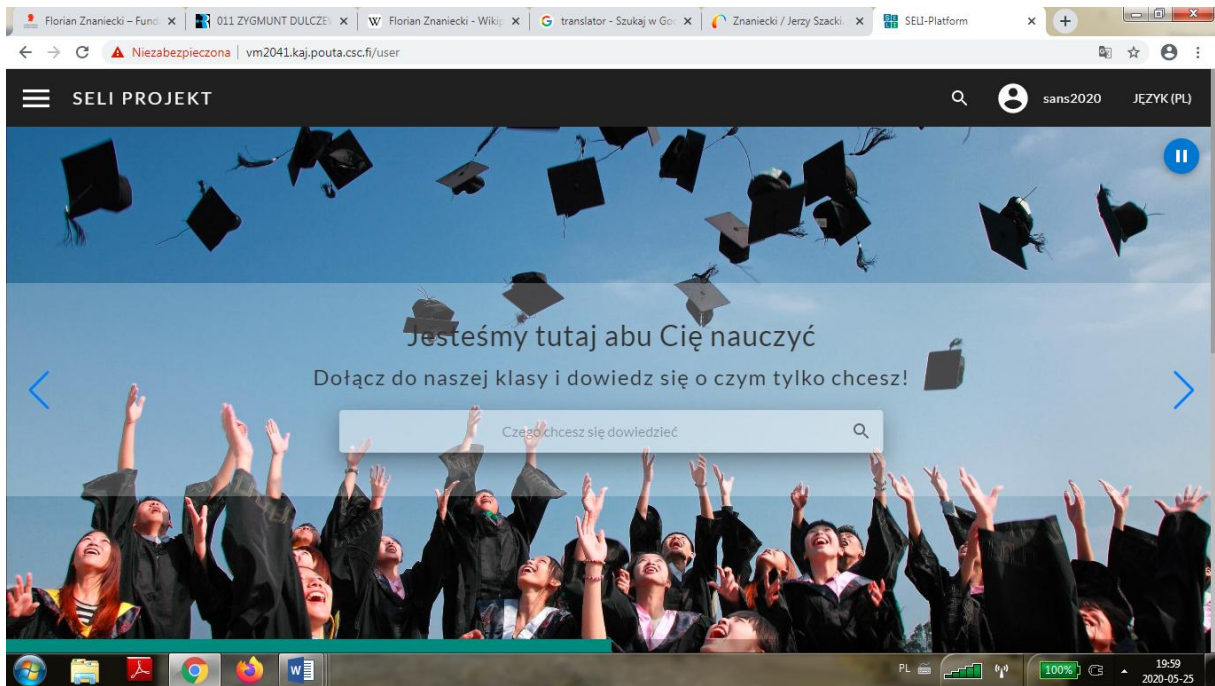 Florian Znaniecki – Fund
011 ZYGMUNT DULCZE
Florian Znaniecki - Wikip
translator - Szukaj w Goo
Znaniecki / Jerzy Szacki.
SELI-Platform
Niezabezpieczona | vm2041.kaj.pouta.csc.fi/user
SELI PROJEKT
sans2020
JĘZYK (PL)
Jesteśmy tutaj abu Cię nauczyć
Dołącz do naszej klasy i dowiedz się o czym tylko chcesz!
Czego chcesz się dowiedzieć
PL
100%
19:59
2020-05-25